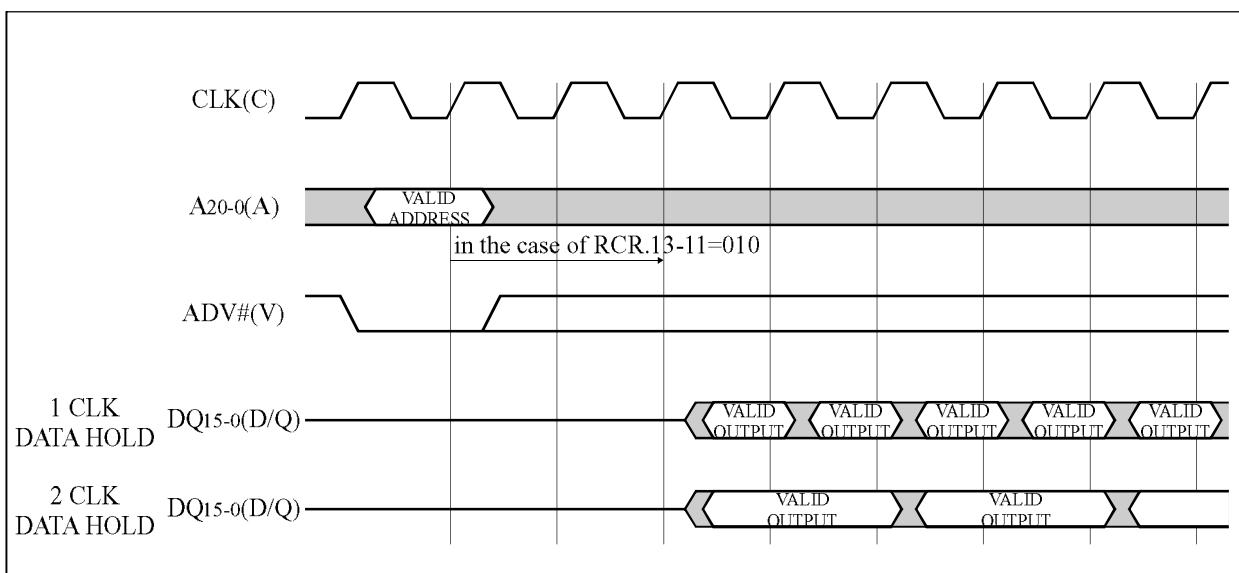 CLK(C)
A20-0(A)
VALID
ADDRESS
in the case of RCR.13-11=010
ADV#(V)
1 CLK
DATA HOLD
DQ15-0(D/Q)
VALID
OUTPUT
VALID
OUTPUT
VALID
OUTPUT
VALID
OUTPUT
VALID
OUTPUT
2 CLK
DATA HOLD
DQ15-0(D/Q)
VALID
OUTPUT
VALID
OUTPUT